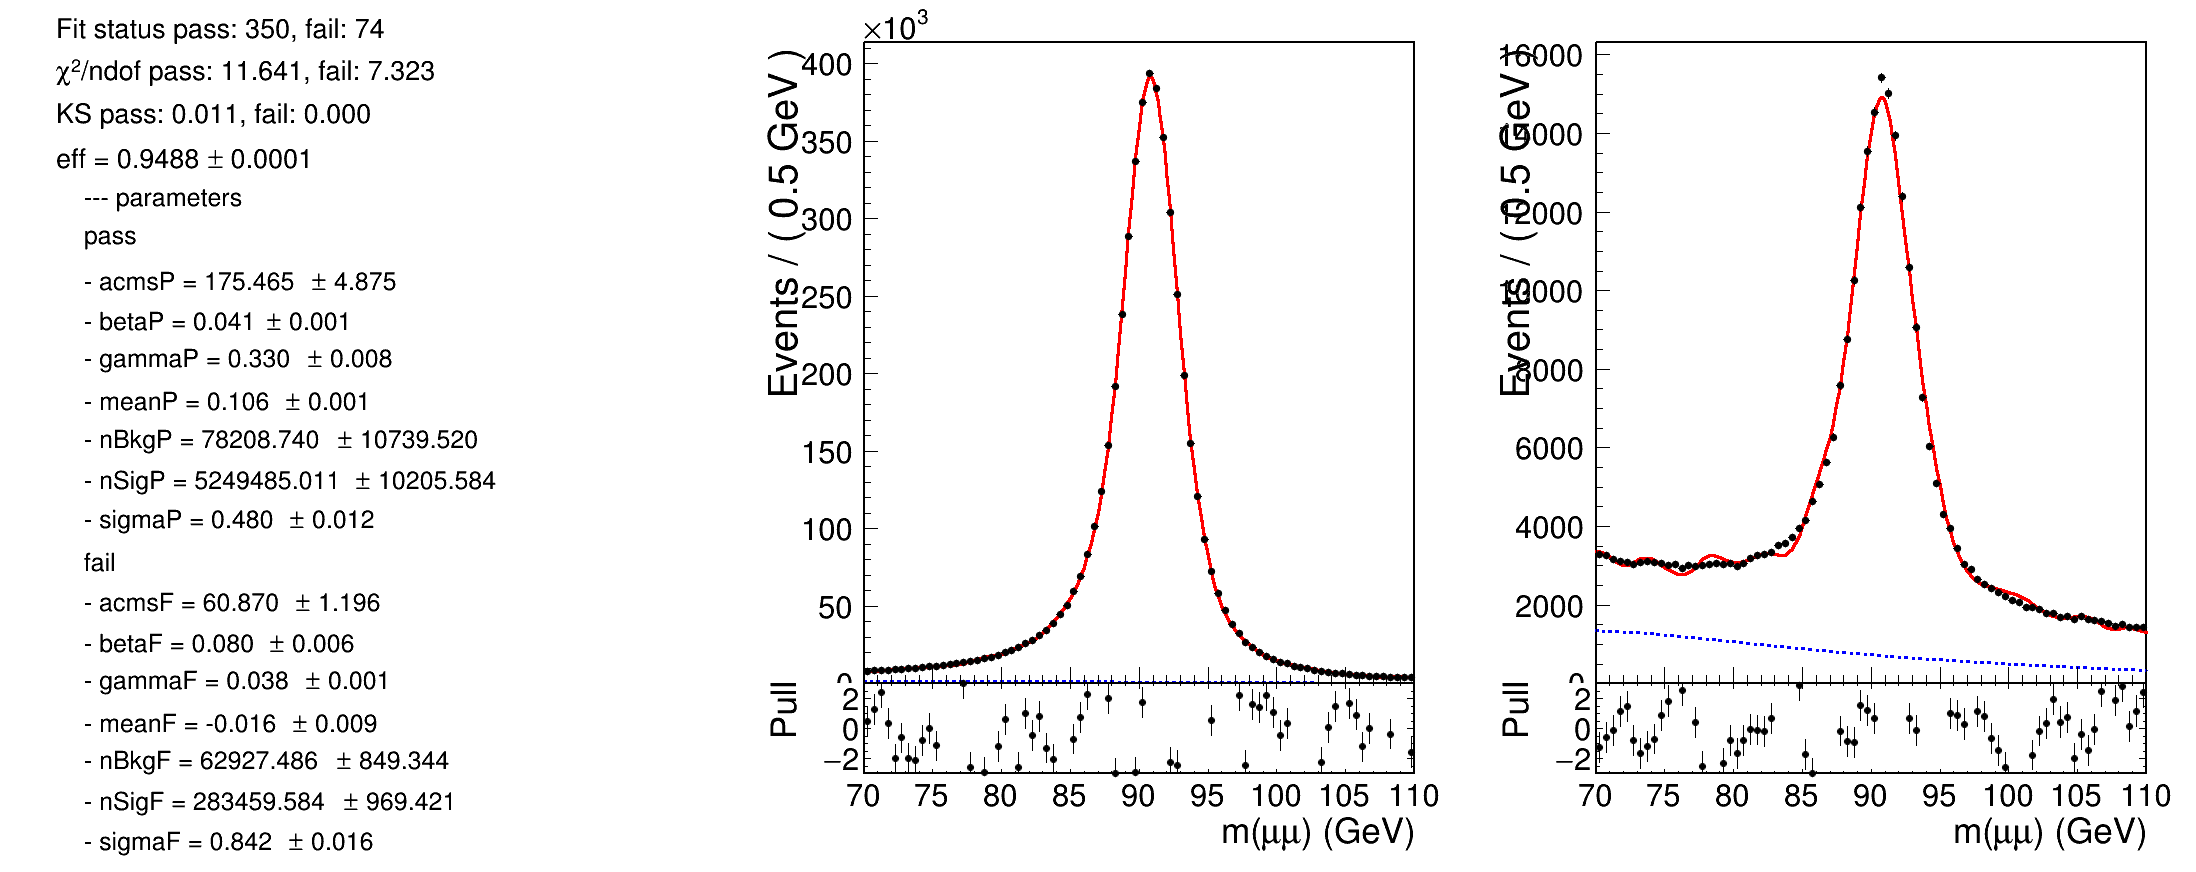 Fit status pass: 350, fail: 74
χ²/ndof pass: 11.641, fail: 7.323
KS pass: 0.011, fail: 0.000
eff = 0.9488 ± 0.0001
--- parameters
pass
- acmsP = 175.465 ± 4.875
- betaP = 0.041 ± 0.001
- gammaP = 0.330 ± 0.008
- meanP = 0.106 ± 0.001
- nBkgP = 78208.740 ± 10739.520
- nSigP = 5249485.011 ± 10205.584
- sigmaP = 0.480 ± 0.012
fail
- acmsF = 60.870 ± 1.196
- betaF = 0.080 ± 0.006
- gammaF = 0.038 ± 0.001
- meanF = -0.016 ± 0.009
- nBkgF = 62927.486 ± 849.344
- nSigF = 283459.584 ± 969.421
- sigmaF = 0.842 ± 0.016
×10³
Events / ( 0.5 GeV )
400
350
300
250
200
150
100
50
0
Pull
2
0
−2
70 75 80 85 90 95 100 105 110
m(μμ) (GeV)
Events / ( 0.5 GeV )
16000
14000
12000
10000
8000
6000
4000
2000
0
Pull
2
0
−2
70 75 80 85 90 95 100 105 110
m(μμ) (GeV)